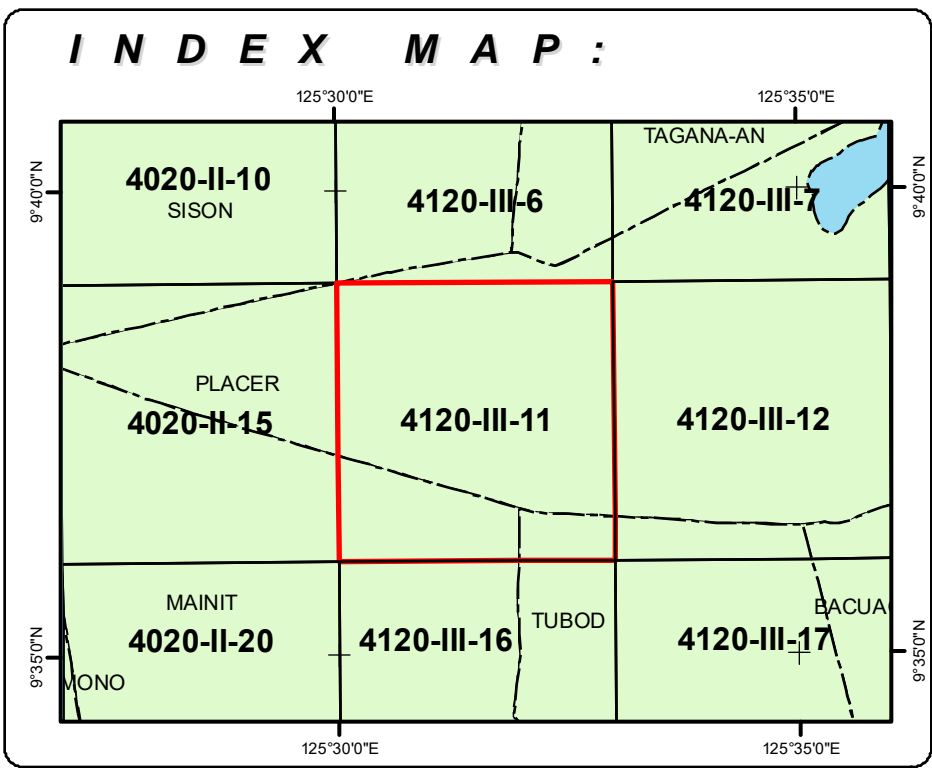 INDEX MAP:
125°30'0"E 125°35'0"E
TAGANA-AN
4020-II-10
SISON
4120-III-6
4120-III-7
9°40'0"N
9°40'0"N
PLACER
4020-II-15
4120-III-11
4120-III-12
MAINIT
4020-II-20
4120-III-16
TUBOD
BACUA
4120-III-17
9°35'0"N
9°35'0"N
MONO
125°30'0"E 125°35'0"E